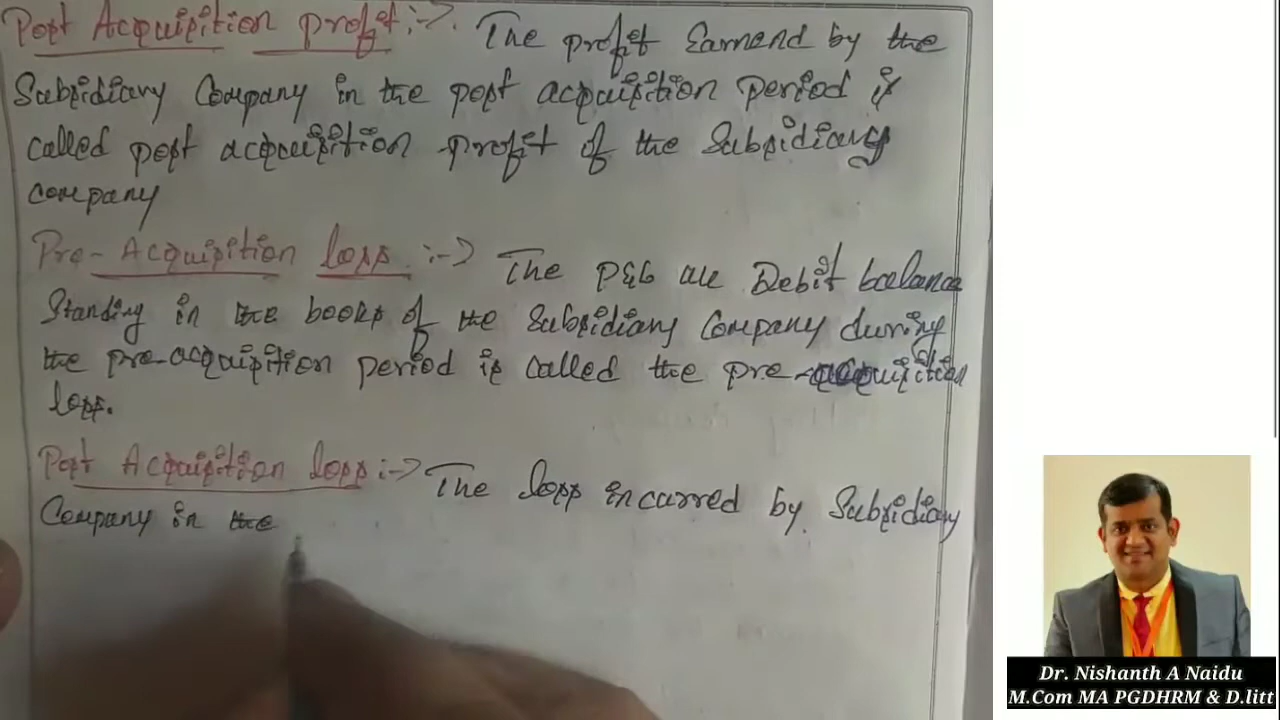 Post Acquisition profit :->. The profit Earnend by the
Subsidiary Company in the post acquisition period is
called post acquisition profit of the Subsidiary
company
Pre-Acquisition loss :-> The P&L a/c Debit balance
Standing in the books of the Subsidiary Company during
the pre-acquisition period is called the pre-acquisition
loss.
Post Acquisition loss :-> The loss incurred by Subsidiary
Company in the
Dr. Nishanth A Naidu
M.Com MA PGDHRM & D.litt